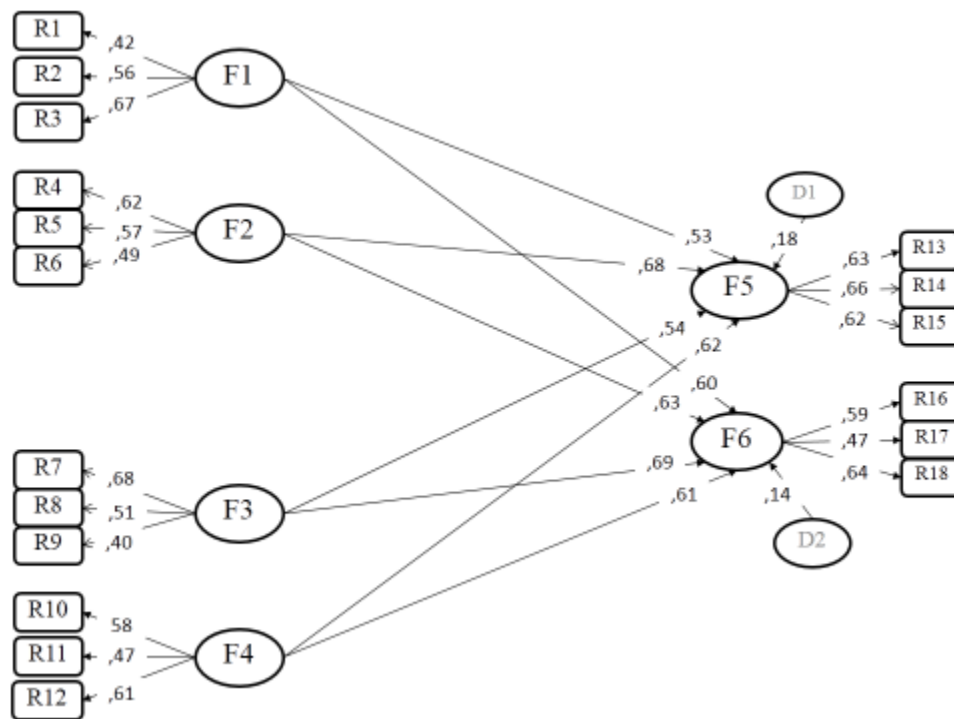 R1
,42
R2
,56
F1
R3
,67
R4
,62
R5
,57
F2
R6
,49
D1
,53
,18
R13
,63
,68
F5
,66
R14
,62
R15
,54
,62
,60
,63
R16
,59
F6
,47
R17
,69
,64
R18
,61
,14
D2
R7
,68
R8
,51
F3
R9
,40
R10
58
R11
,47
F4
R12
,61